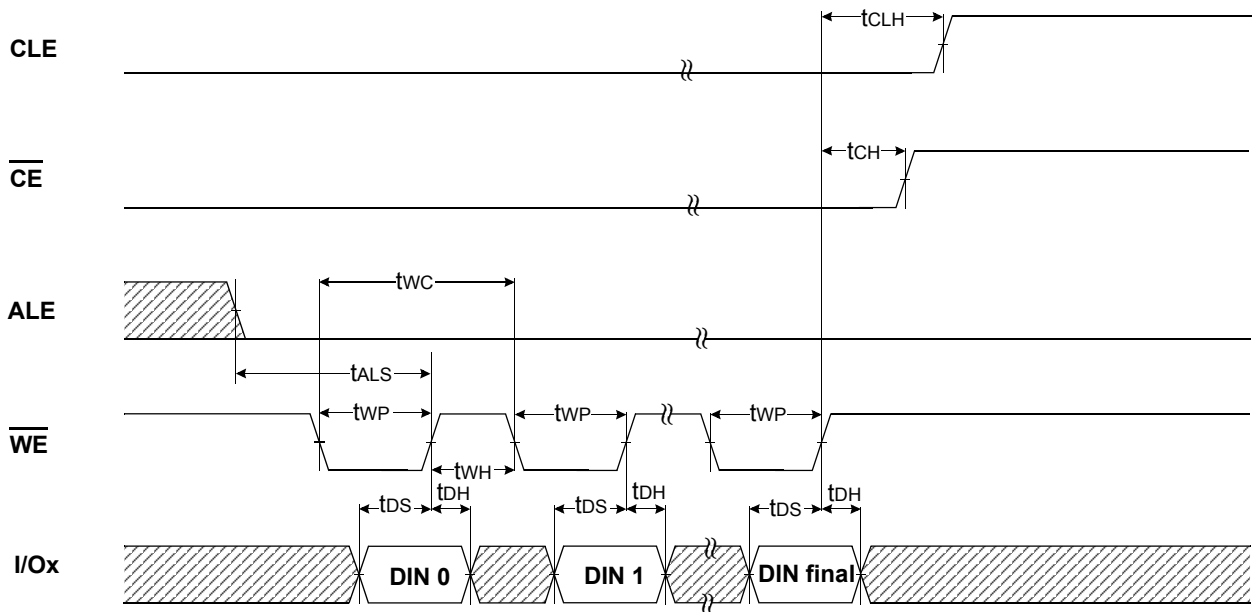 tCLH
CLE
tCH
CE
tWC
ALE
tALS
tWP
tWP
tWP
WE
tWH
tDS
tDH
tDS
tDH
tDS
tDH
I/Ox
DIN 0
DIN 1
DIN final